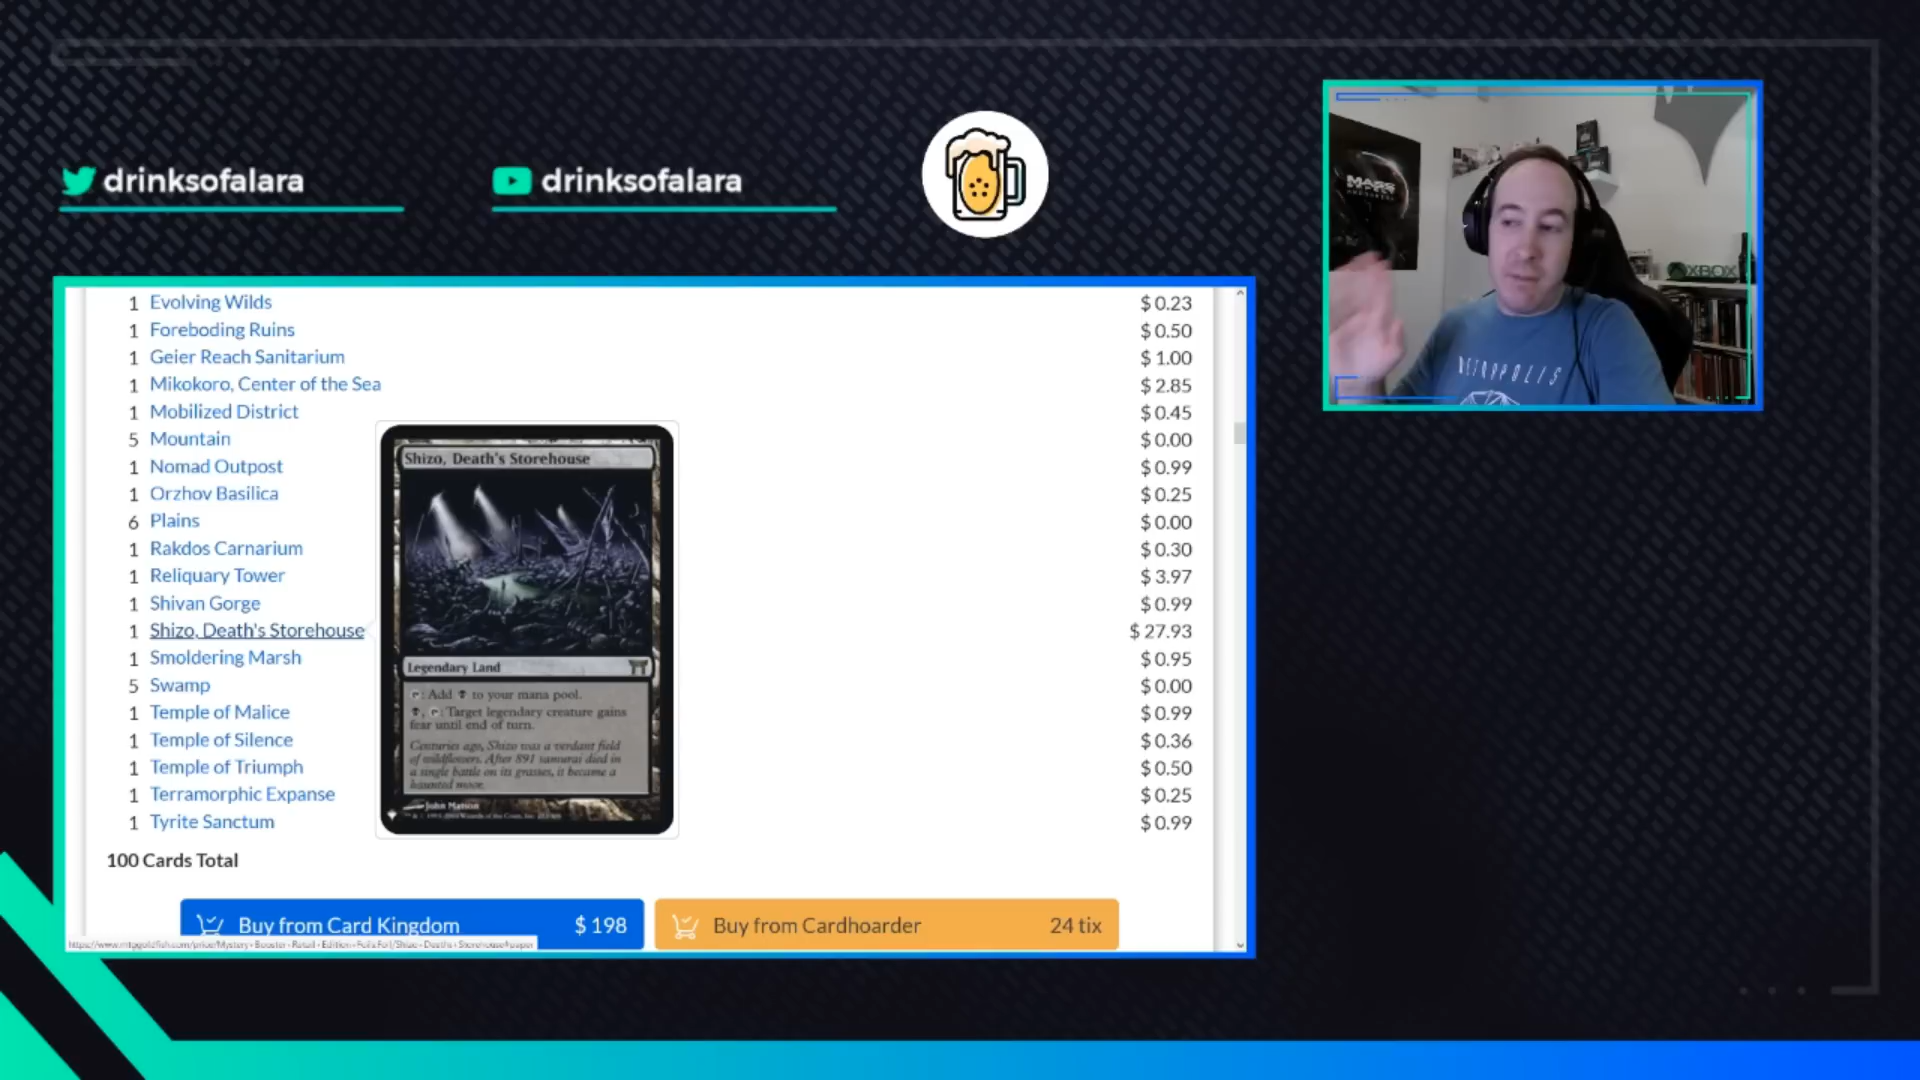 drinksofalara
drinksofalara
XBOX
METROPOLIS
1 Evolving Wilds $ 0.23
1 Foreboding Ruins $ 0.50
1 Geier Reach Sanitarium $ 1.00
1 Mikokoro, Center of the Sea $ 2.85
1 Mobilized District $ 0.45
5 Mountain $ 0.00
1 Nomad Outpost $ 0.99
1 Orzhov Basilica $ 0.25
6 Plains $ 0.00
1 Rakdos Carnarium $ 0.30
1 Reliquary Tower $ 3.97
1 Shivan Gorge $ 0.99
1 Shizo, Death's Storehouse $ 27.93
1 Smoldering Marsh $ 0.95
5 Swamp $ 0.00
1 Temple of Malice $ 0.99
1 Temple of Silence $ 0.36
1 Temple of Triumph $ 0.50
1 Terramorphic Expanse $ 0.25
1 Tyrite Sanctum $ 0.99
Shizo, Death's Storehouse
Legendary Land
: Add to your mana pool.
, : Target legendary creature gains
fear until end of turn.
Centuries ago, Shizo was a verdant field
of wildflowers. After 891 samurai died in
a single battle on its grasses, it became a
haunted moor.
John Matson
100 Cards Total
Buy from Card Kingdom $ 198
Buy from Cardhoarder 24 tix